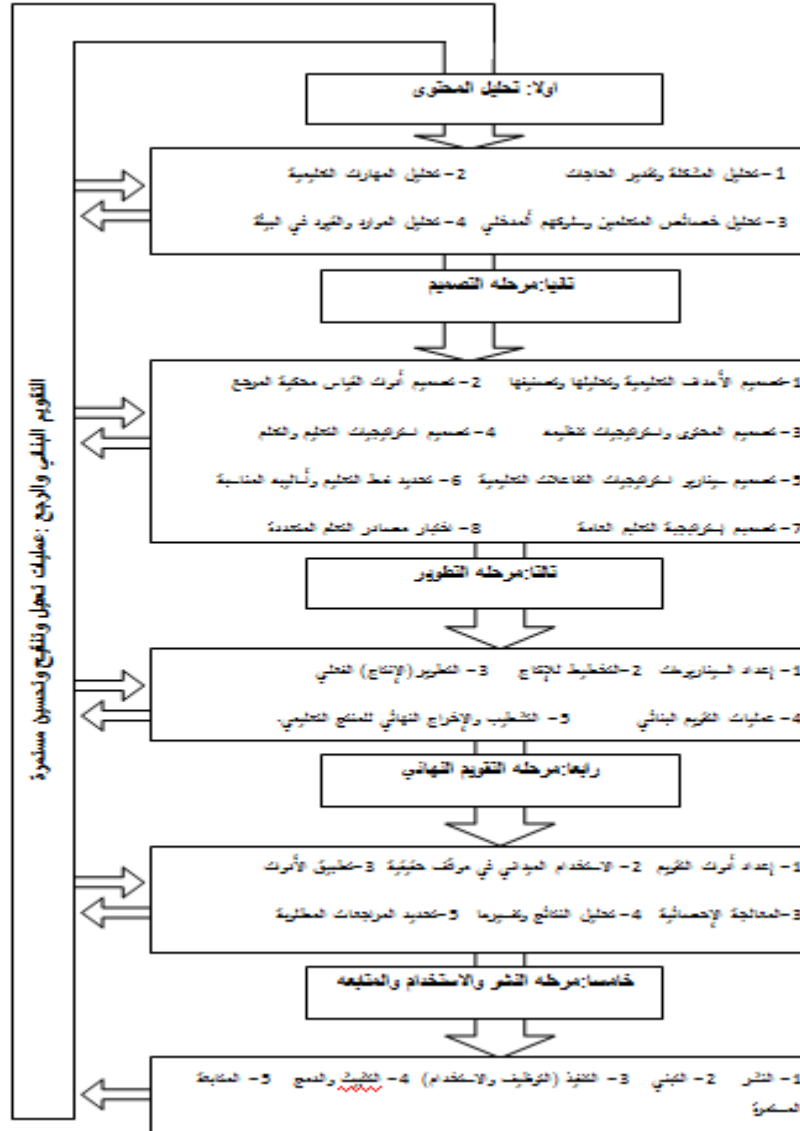 اولا: تحليل المحتوى
1- تحليل المشكلة وتقدير الحاجات 2- تحليل المهارات التعليمية
3- تحليل خصائص المتعلمين وسلوكهم المدخلي 4- تحليل الموارد والقيود في البيئة
ثانيا:مرحله التصميم
1-تصميم الأهداف التعليمية وتحليلها وتصنيفها 2- تصميم أدوات القياس محكية المرجع
3- تصميم المحتوى واستراتيجيات تنظيمه 4- تصميم استراتيجيات التعليم والتعلم
5- تصميم سيناريو استراتيجيات التفاعلات التعليمية 6- تحديد نمط التعليم وأساليبه المناسبة
7- تصميم إستراتيجية التعليم العامة 8- اختيار مصادر التعلم المتعددة
ثالثا:مرحله التطوير
1- إعداد السيناريوهات 2-التخطيط للإنتاج 3- التطوير (الإنتاج) الفعلي
4- عمليات التقويم البنائي 5- التشطيب والإخراج النهائي للمنتج التعليمي.
رابعا:مرحله التقويم النهائي
1- إعداد أدوات التقويم 2- الاستخدام الميداني في موقف حقيقية 3-تطبيق الأدوات
3-المعالجة الإحصائية 4- تحليل النتائج وتفسيرها 5-تحديد المراجعات المطلوبة
خامسا:مرحله النشر والاستخدام والمتابعه
1- النشر 2- التبني 3- التنفيذ (التوظيف والاستخدام) 4- التثبيت والدمج 5- المتابعة
المستمرة
التقويم البنائي والرجع :عمليات تعديل وتنقيح وتحسين مستمرة